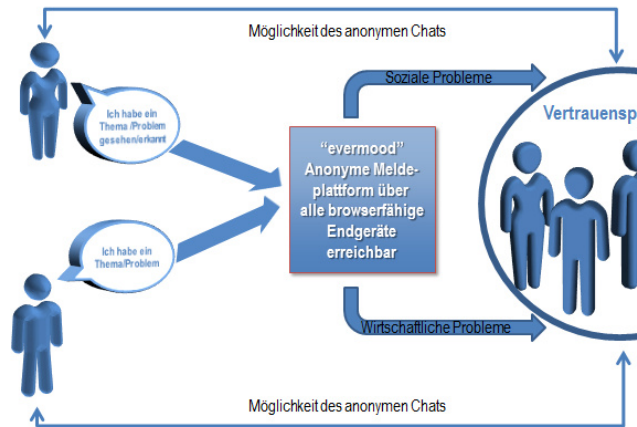 Möglichkeit des anonymen Chats
Soziale Probleme
Ich habe ein
Thema /Problem
gesehen/erkannt
Vertrauensp
“evermood”
Anonyme Melde-
plattform über
alle browserfähige
Endgeräte
erreichbar
Ich habe ein
Thema/Problem
Wirtschaftliche Probleme
Möglichkeit des anonymen Chats